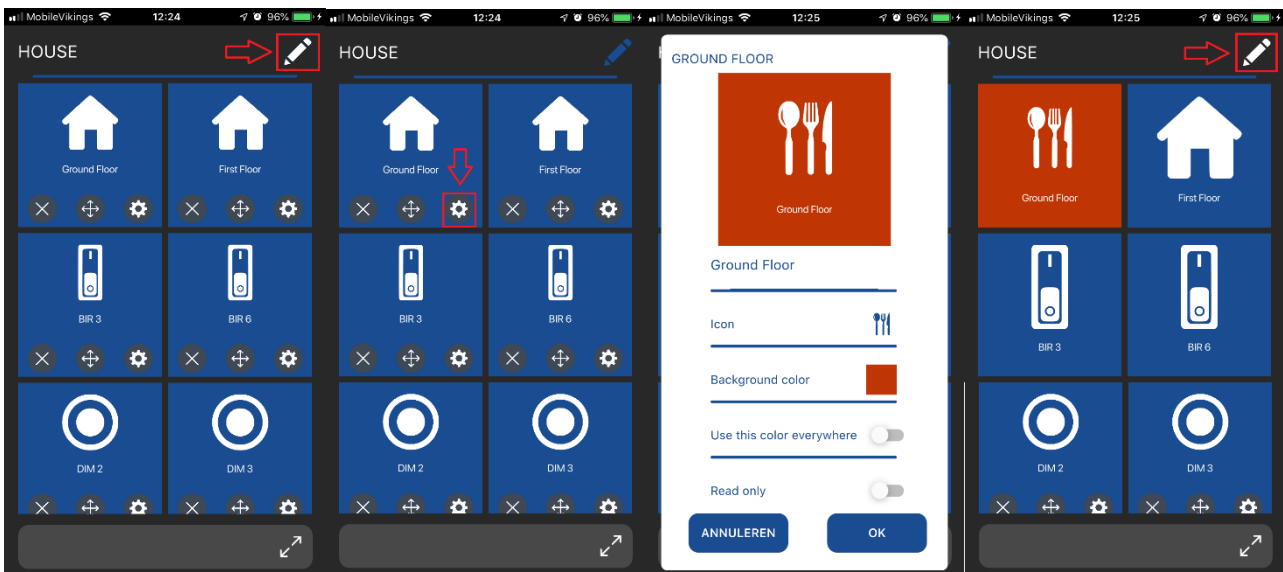 MobileVikings 12:24 96%
HOUSE
Ground Floor First Floor
BIR 3 BIR 6
DIM 2 DIM 3
MobileVikings 12:24 96%
HOUSE
Ground Floor First Floor
BIR 3 BIR 6
DIM 2 DIM 3
MobileVikings 12:25 96%
GROUND FLOOR
Ground Floor
Ground Floor
Icon
Background color
Use this color everywhere
Read only
ANNULEREN OK
MobileVikings 12:25 96%
HOUSE
Ground Floor First Floor
BIR 3 BIR 6
DIM 2 DIM 3